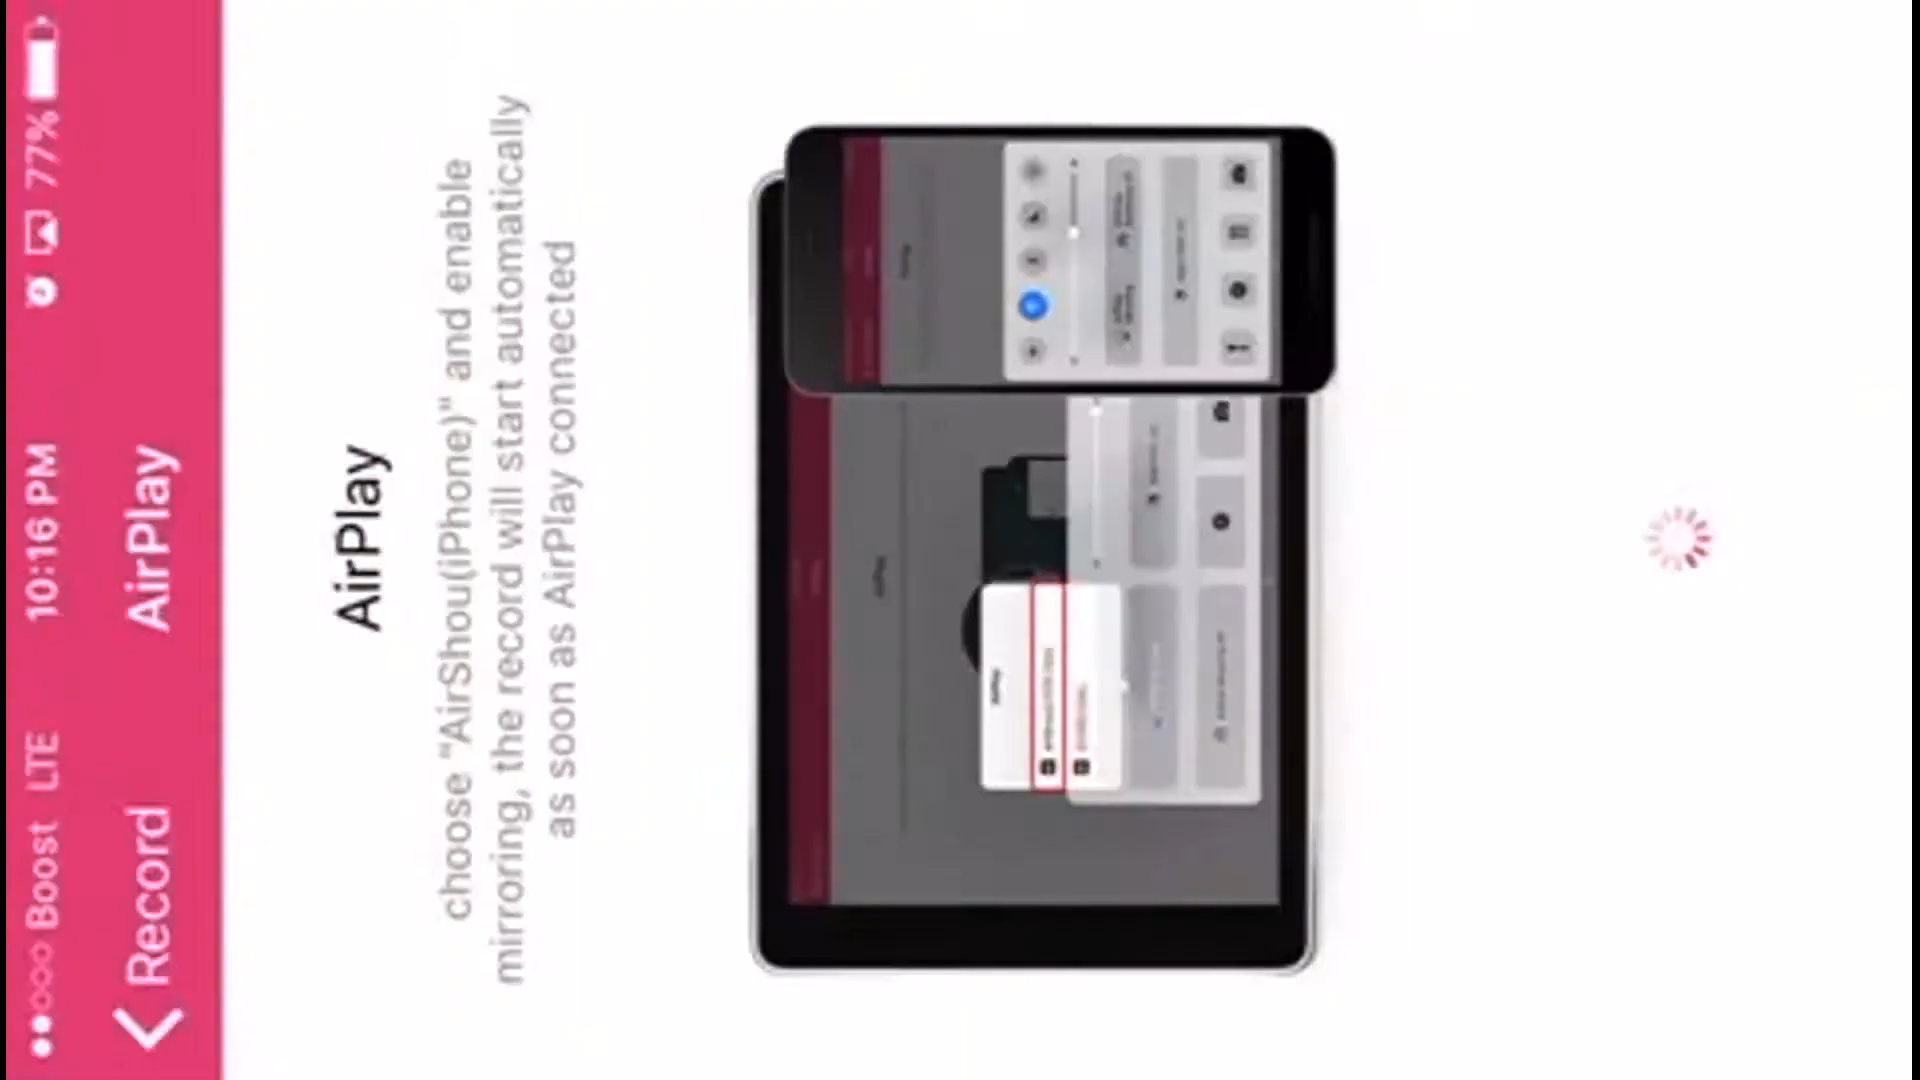 Boost LTE 10:16 PM 77%
Record AirPlay
AirPlay
choose "AirShou(iPhone)" and enable
mirroring, the record will start automatically
as soon as AirPlay connected